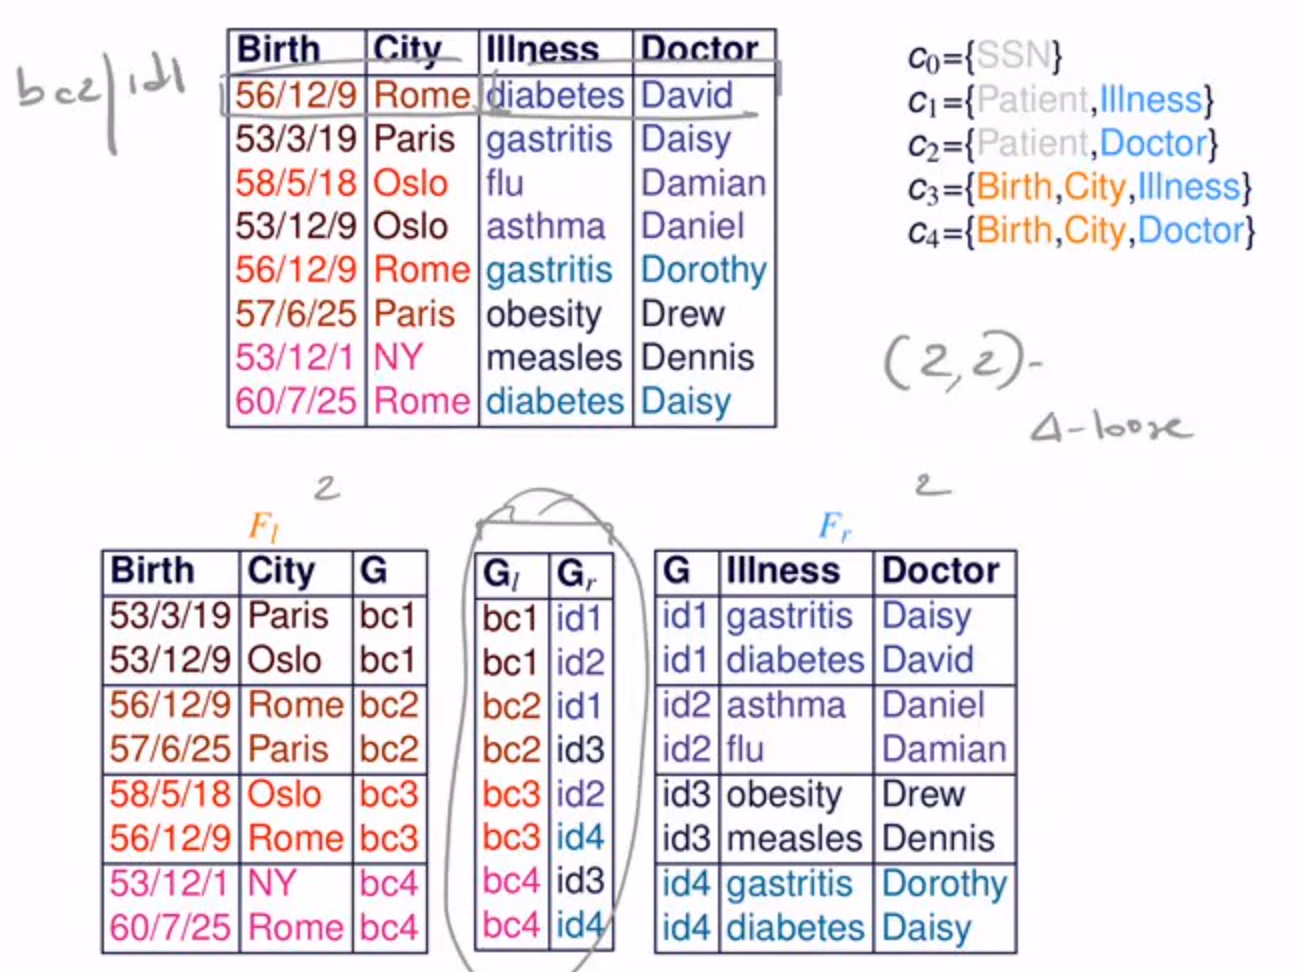 Birth City Illness Doctor
56/12/9 Rome diabetes David
53/3/19 Paris gastritis Daisy
58/5/18 Oslo flu Damian
53/12/9 Oslo asthma Daniel
56/12/9 Rome gastritis Dorothy
57/6/25 Paris obesity Drew
53/12/1 NY measles Dennis
60/7/25 Rome diabetes Daisy
bc2/id1
c0={SSN}
c1={Patient,Illness}
c2={Patient,Doctor}
c3={Birth,City,Illness}
c4={Birth,City,Doctor}
(2,2)-
Δ-loose
2
Fl
Birth City G
53/3/19 Paris bc1
53/12/9 Oslo bc1
56/12/9 Rome bc2
57/6/25 Paris bc2
58/5/18 Oslo bc3
56/12/9 Rome bc3
53/12/1 NY bc4
60/7/25 Rome bc4
Gl Gr
bc1 id1
bc1 id2
bc2 id1
bc2 id3
bc3 id2
bc3 id4
bc4 id3
bc4 id4
2
Fr
G Illness Doctor
id1 gastritis Daisy
id1 diabetes David
id2 asthma Daniel
id2 flu Damian
id3 obesity Drew
id3 measles Dennis
id4 gastritis Dorothy
id4 diabetes Daisy